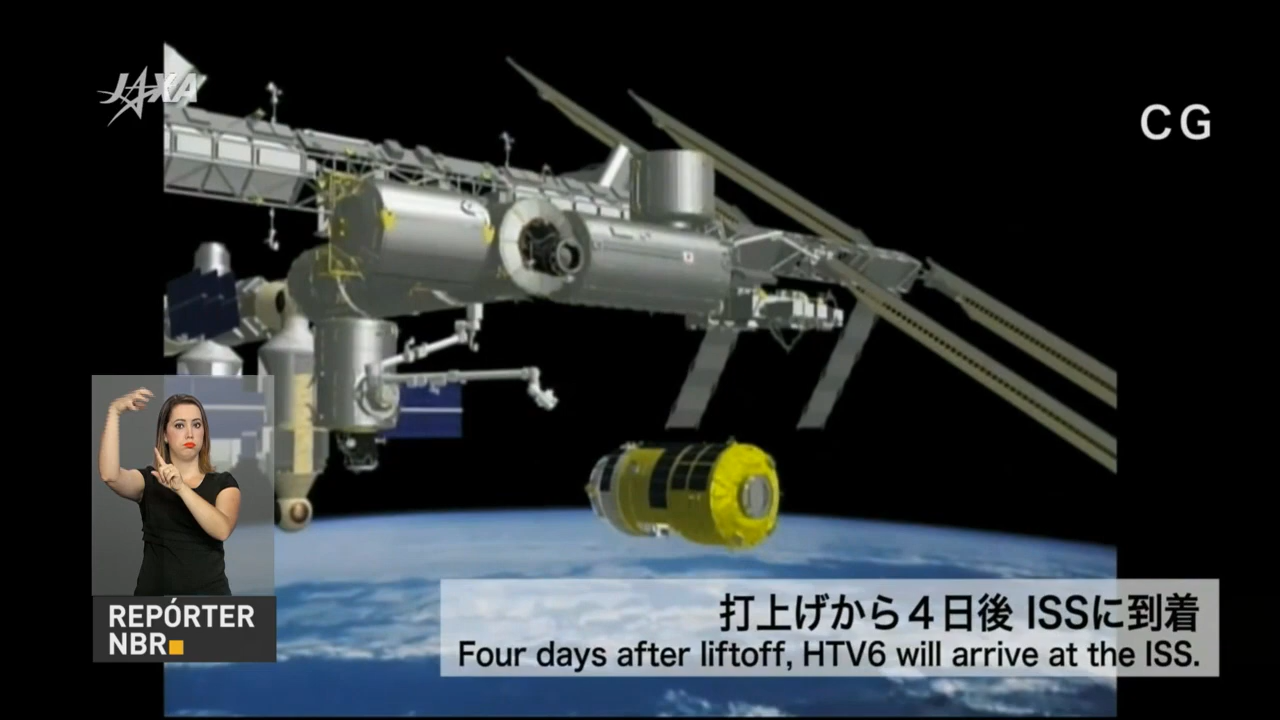 JAXA
CG
打上げから4日後 ISSに到着
Four days after liftoff, HTV6 will arrive at the ISS.
REPÓRTER
NBR